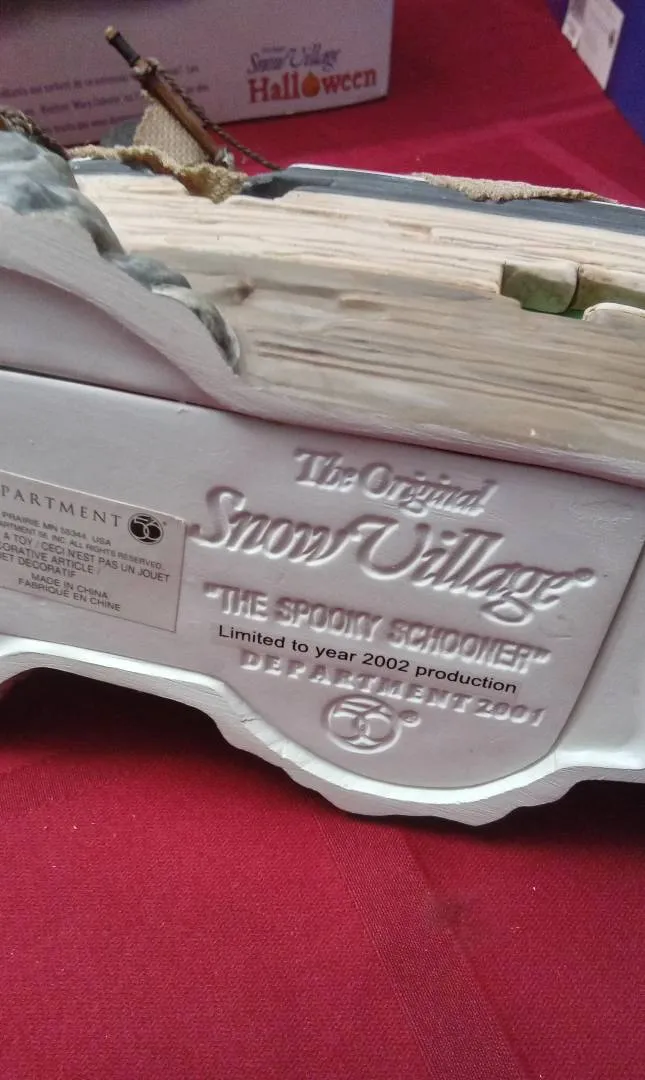 Snow Village
Halloween
PARTMENT 56®
PRAIRIE MN 55344, USA
ARTMENT 56, INC. ALL RIGHTS RESERVED.
A TOY / CECI N'EST PAS UN JOUET
CORATIVE ARTICLE /
JET DÉCORATIF
MADE IN CHINA
FABRIQUÉ EN CHINE
The Original
Snow Village®
"THE SPOOKY SCHOONER"
Limited to year 2002 production
DEPARTMENT 2001
56®